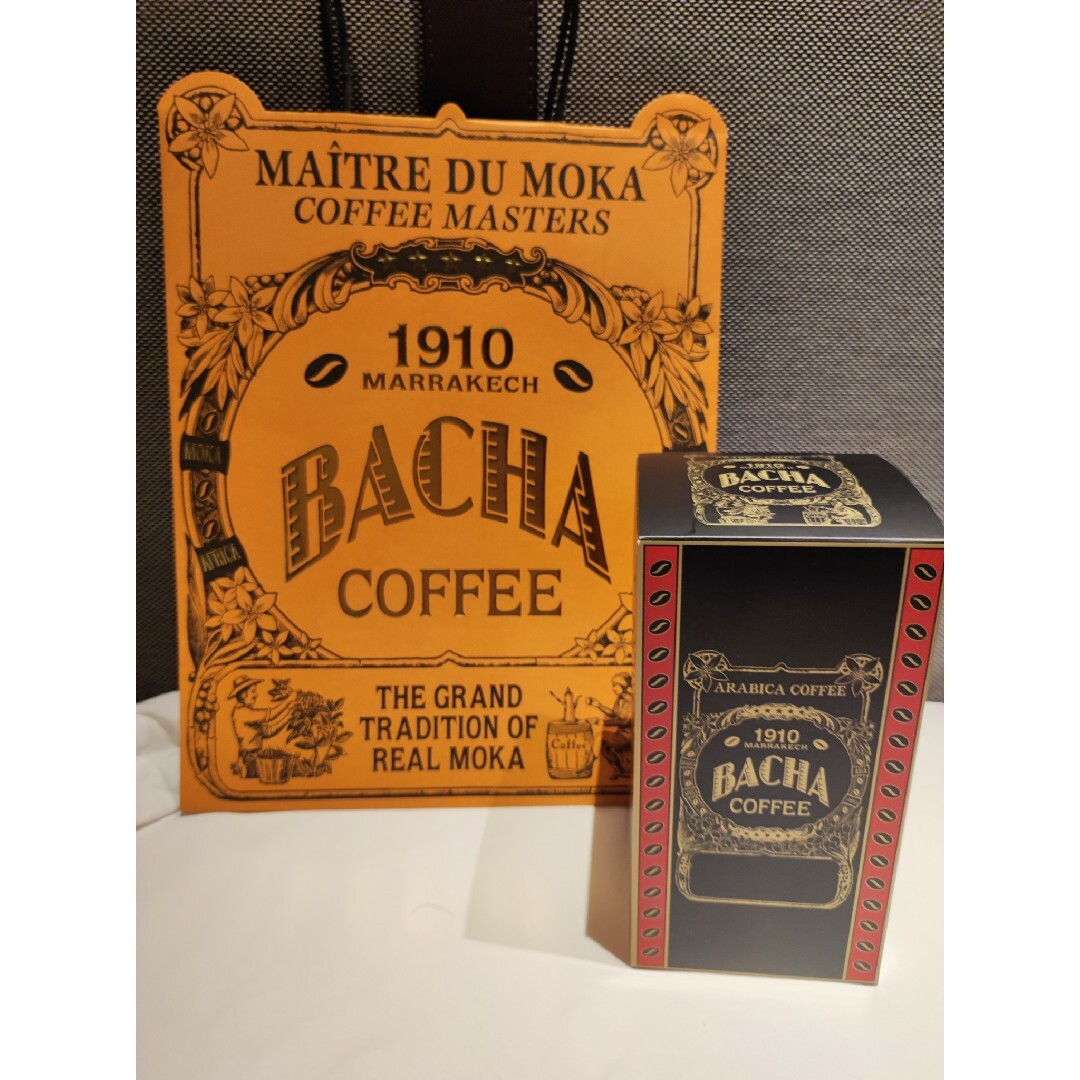 MAÎTRE DU MOKA
COFFEE MASTERS
1910
MARRAKECH
BACHA
COFFEE
MOKA
AFRICA
THE GRAND
TRADITION OF
REAL MOKA
Coffee
1910
BACHA
COFFEE
ARABICA COFFEE
1910
MARRAKECH
BACHA
COFFEE